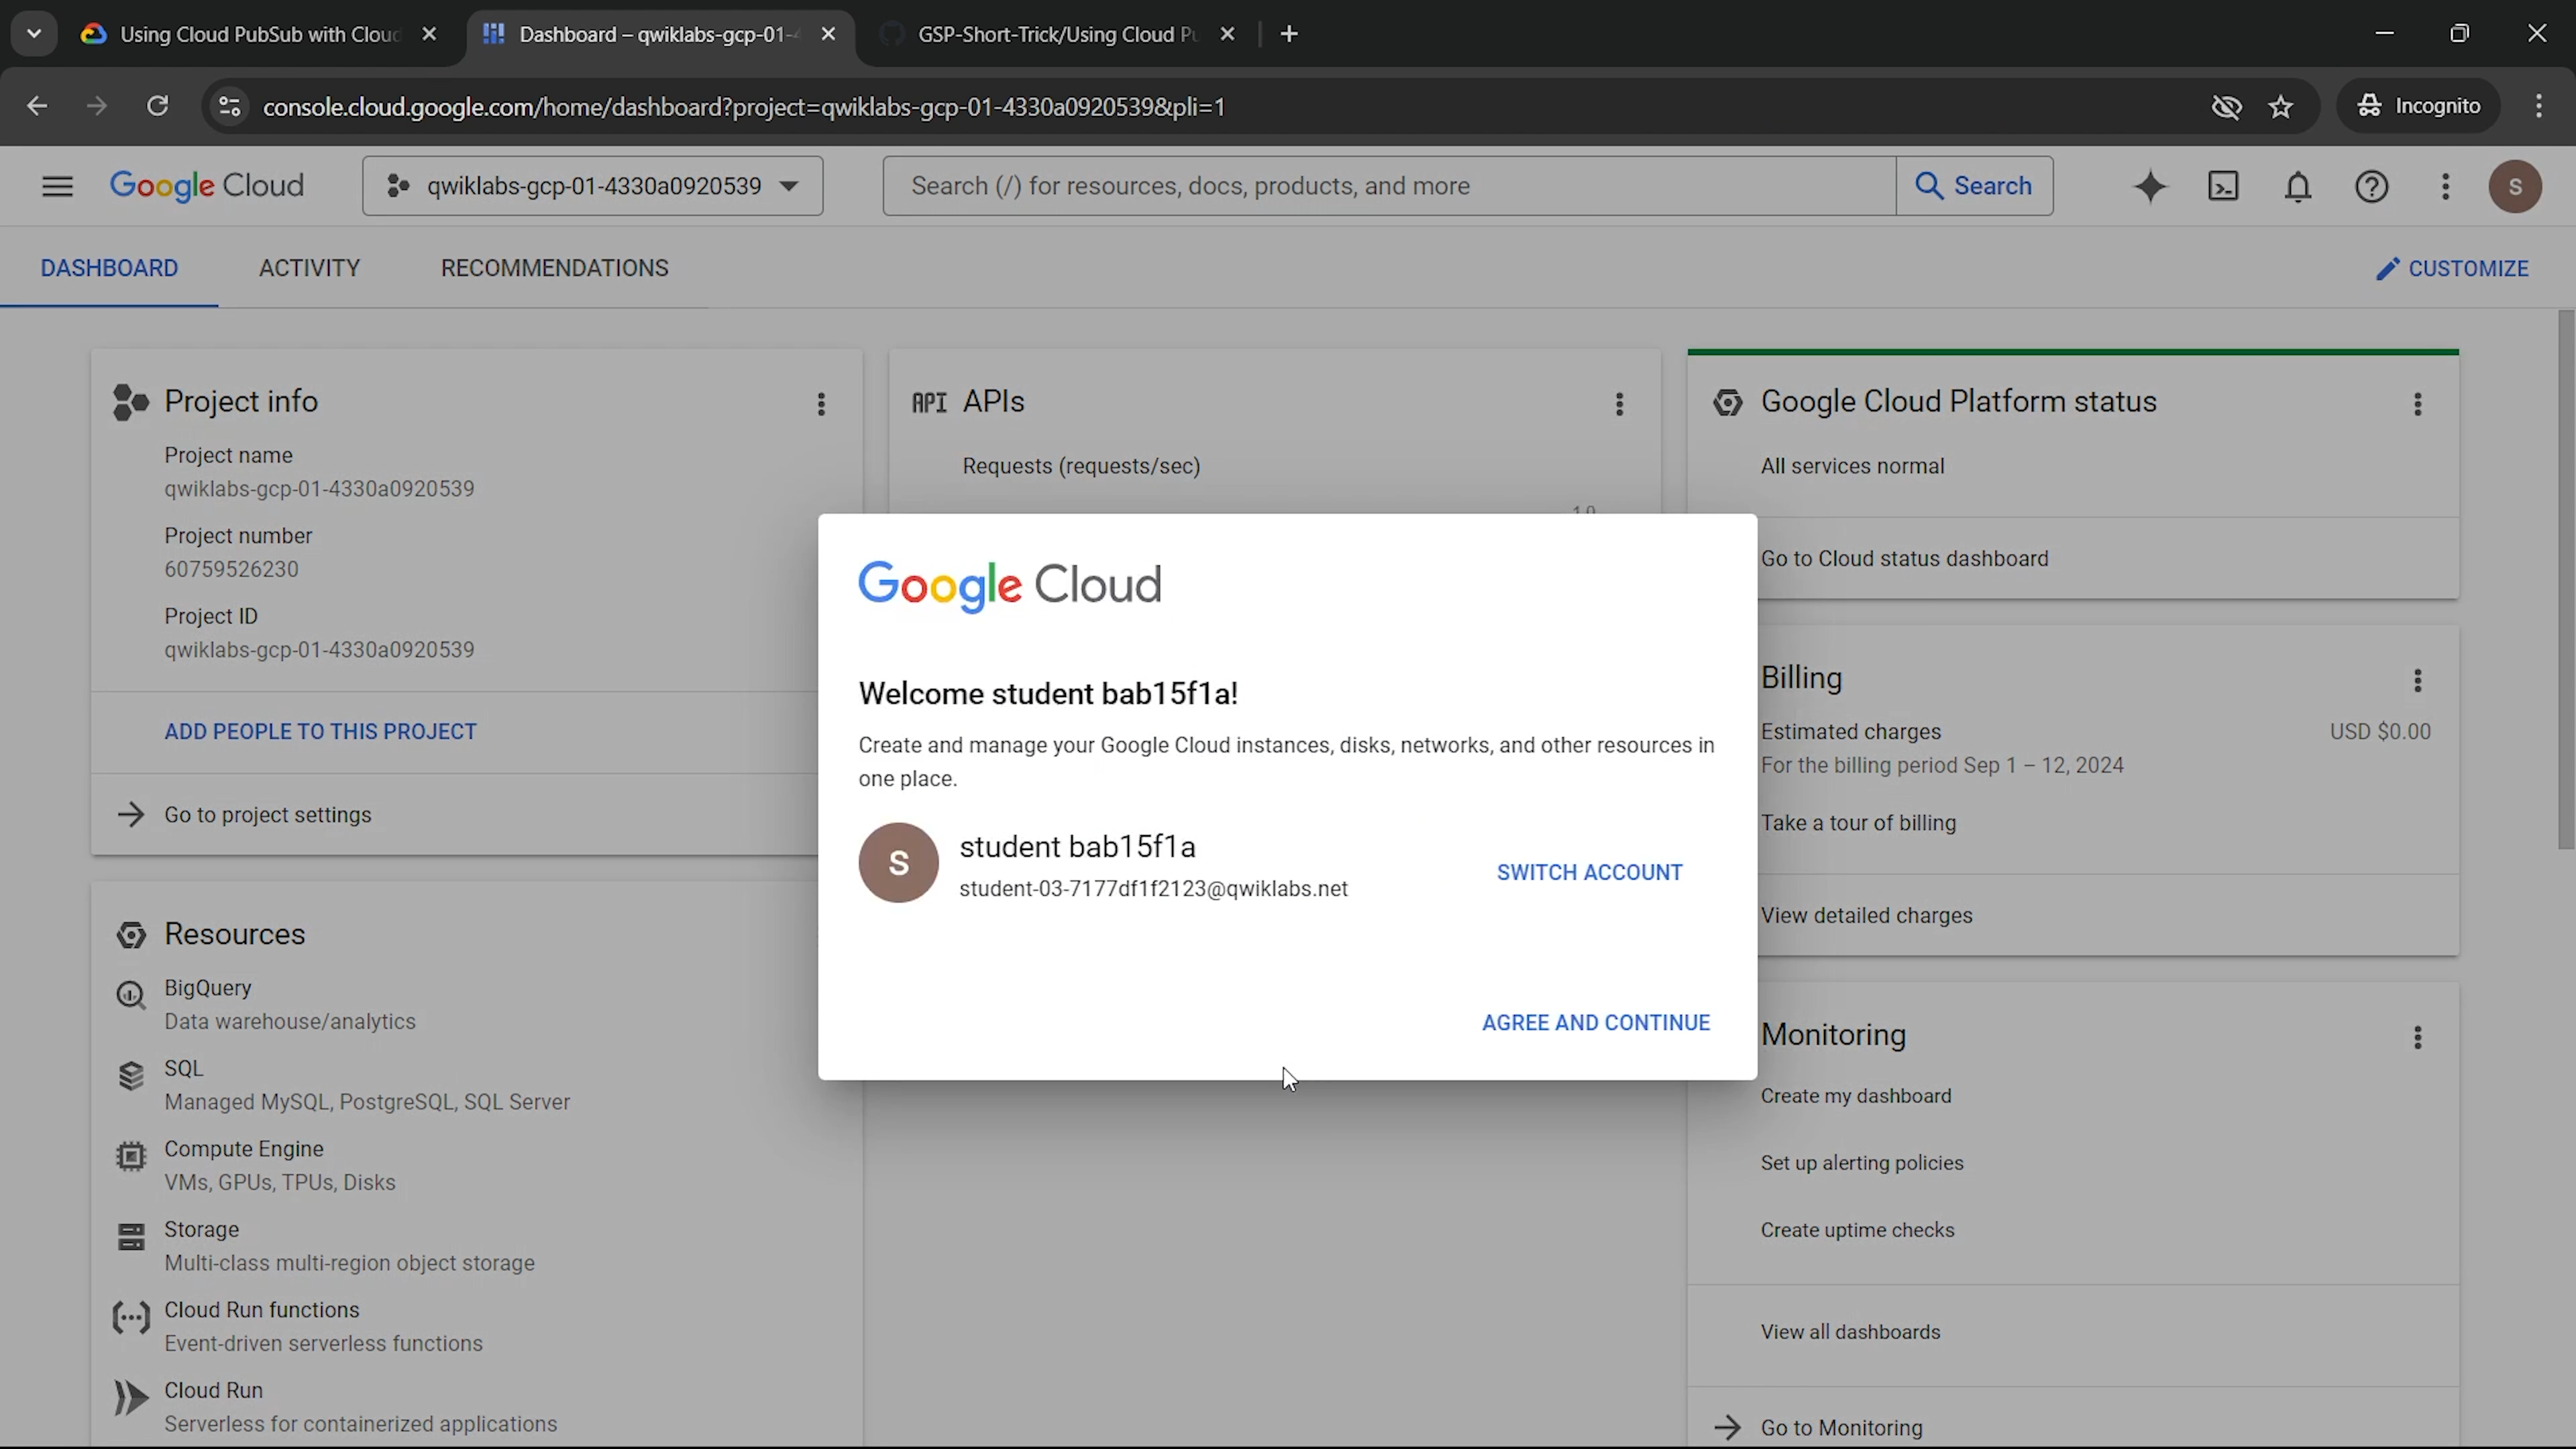 Using Cloud PubSub with Cloud
Dashboard – qwiklabs-gcp-01-
GSP-Short-Trick/Using Cloud Pu
console.cloud.google.com/home/dashboard?project=qwiklabs-gcp-01-4330a0920539&pli=1
Incognito
Google Cloud
qwiklabs-gcp-01-4330a0920539
Search (/) for resources, docs, products, and more
Search
S
DASHBOARD
ACTIVITY
RECOMMENDATIONS
CUSTOMIZE
Project info
Project name
qwiklabs-gcp-01-4330a0920539
Project number
60759526230
Project ID
qwiklabs-gcp-01-4330a0920539
ADD PEOPLE TO THIS PROJECT
Go to project settings
Resources
BigQuery
Data warehouse/analytics
SQL
Managed MySQL, PostgreSQL, SQL Server
Compute Engine
VMs, GPUs, TPUs, Disks
Storage
Multi-class multi-region object storage
Cloud Run functions
Event-driven serverless functions
Cloud Run
Serverless for containerized applications
API APIs
Requests (requests/sec)
Google Cloud
Welcome student bab15f1a!
Create and manage your Google Cloud instances, disks, networks, and other resources in
one place.
S
student bab15f1a
student-03-7177df1f2123@qwiklabs.net
SWITCH ACCOUNT
AGREE AND CONTINUE
Google Cloud Platform status
All services normal
Go to Cloud status dashboard
Billing
Estimated charges
USD $0.00
For the billing period Sep 1 – 12, 2024
Take a tour of billing
View detailed charges
Monitoring
Create my dashboard
Set up alerting policies
Create uptime checks
View all dashboards
Go to Monitoring